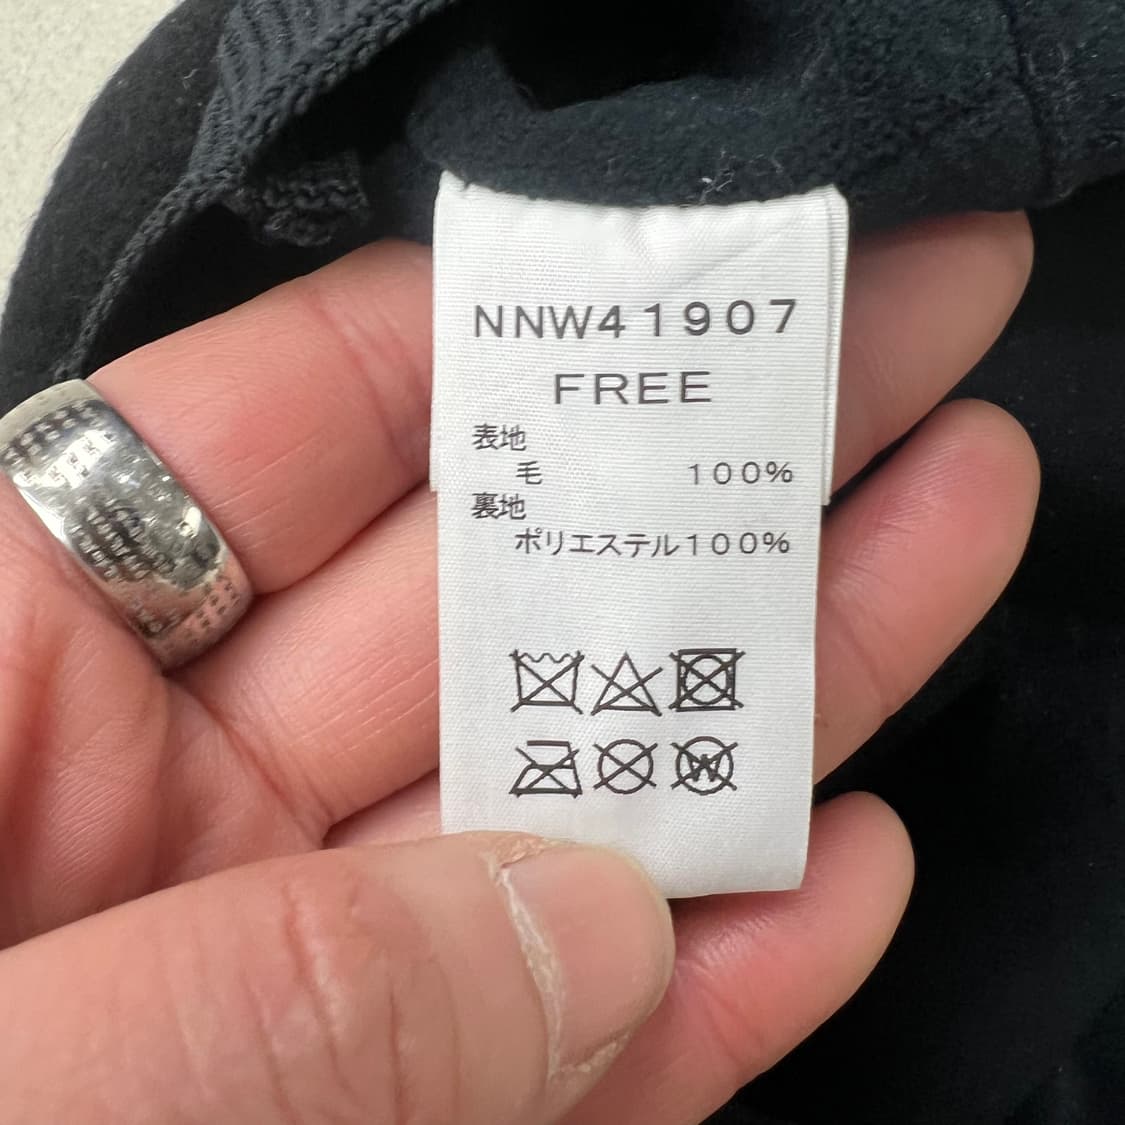 NNW41907
FREE
表地
毛 100%
裏地
ポリエステル100%
W